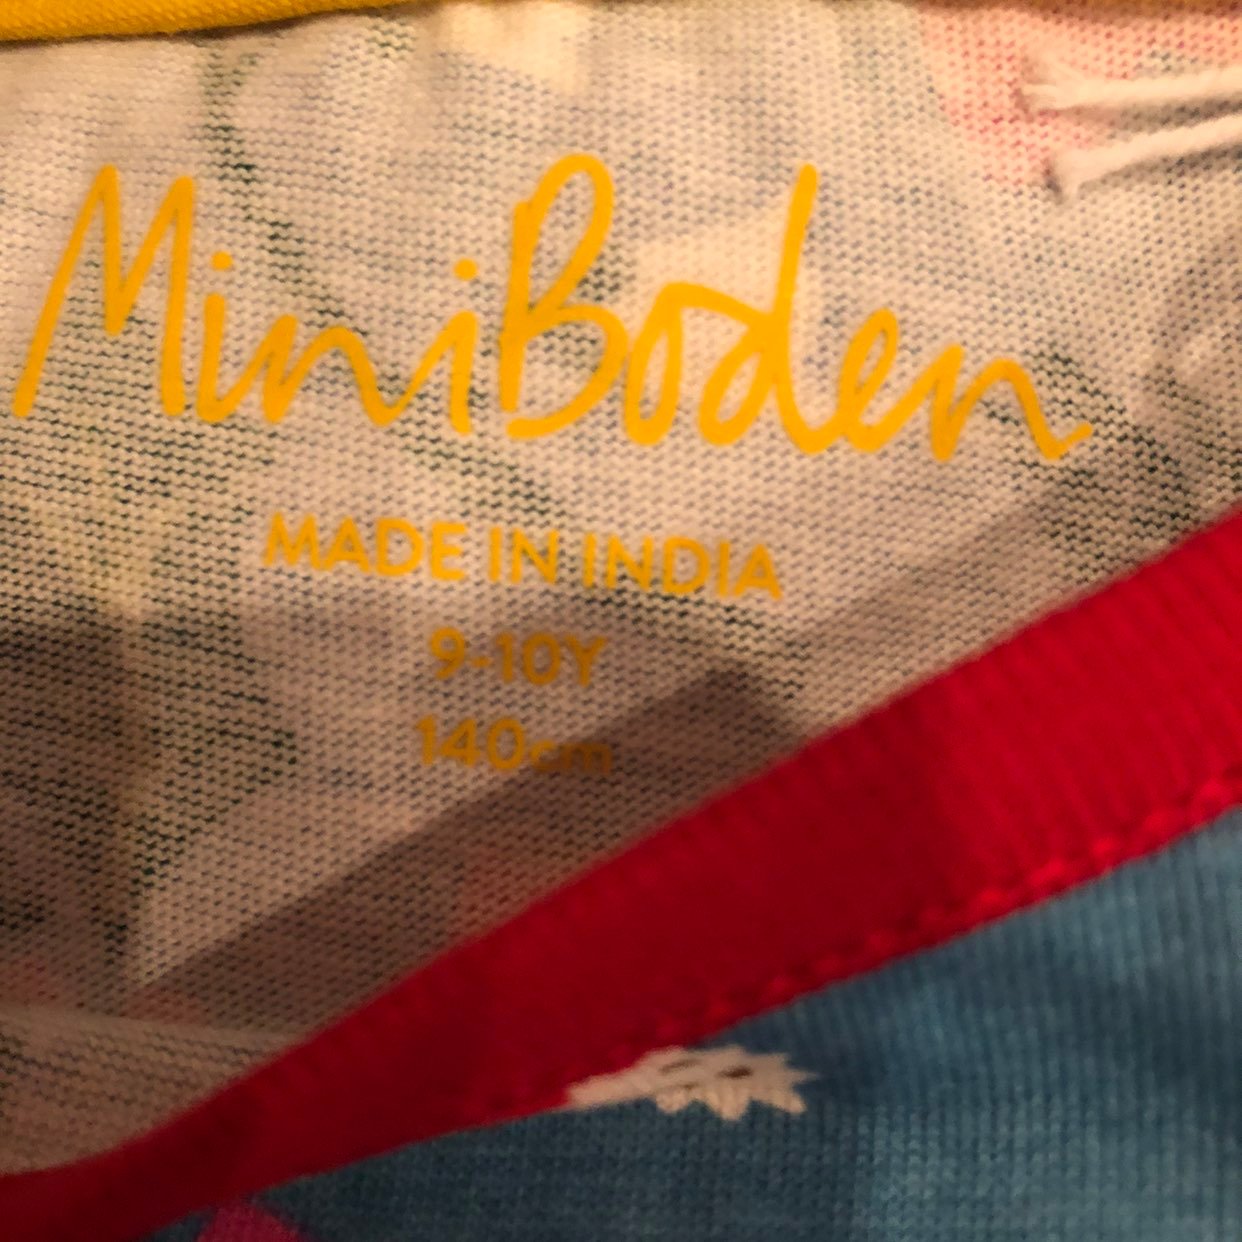 MiniBoden
MADE IN INDIA
9-10Y
140cm